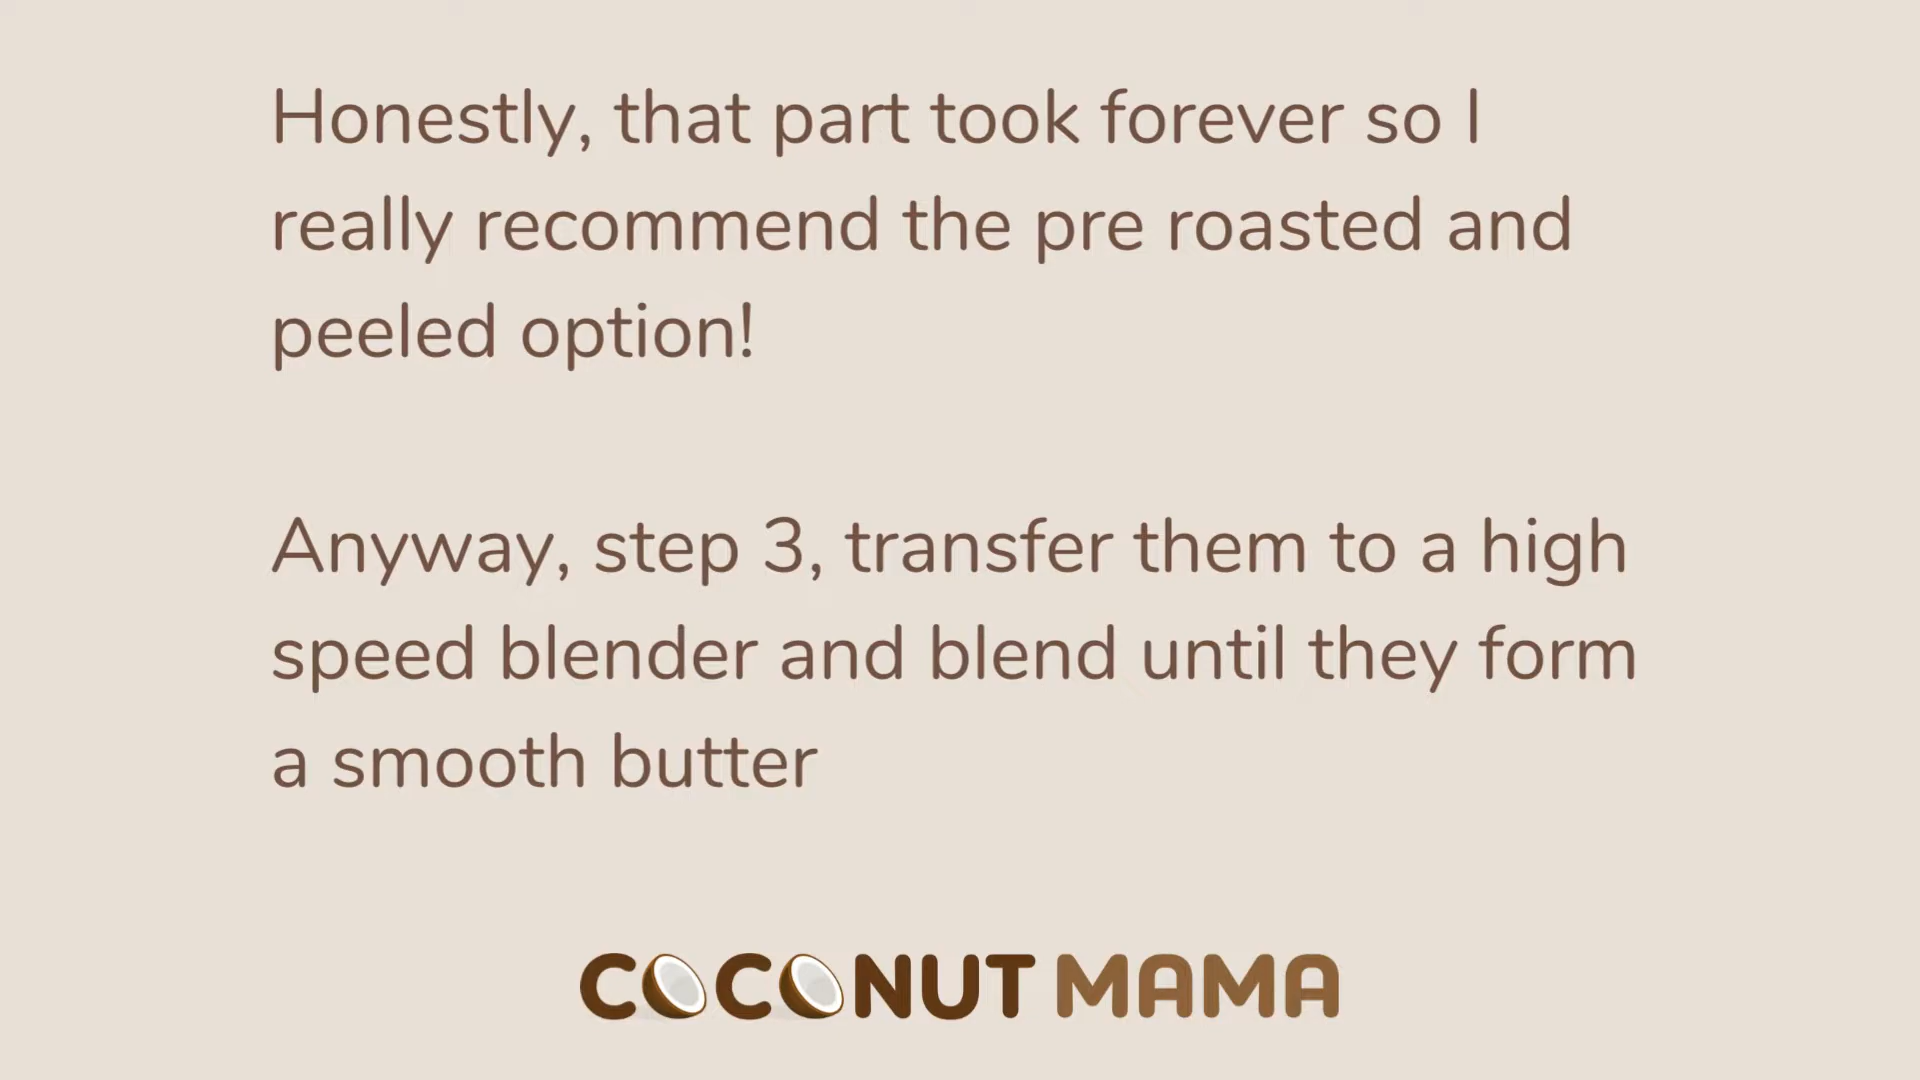 Honestly, that part took forever so I
really recommend the pre roasted and
peeled option!
Anyway, step 3, transfer them to a high
speed blender and blend until they form
a smooth butter
COCONUT MAMA